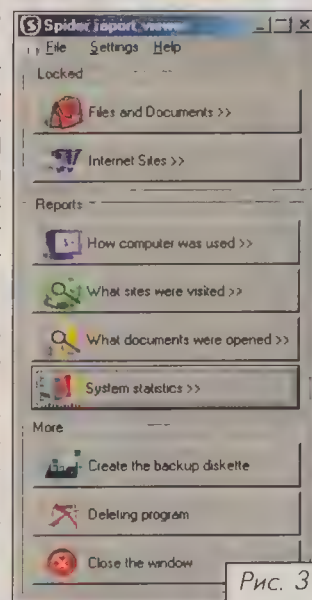 Spider raport viewer
File Settings Help
Locked
Files and Documents >>
Internet Sites >>
Reports
How computer was used >>
What sites were visited >>
What documents were opened >>
System statistics >>
More
Create the backup diskette
Deleting program
Close the window
Рис. 3